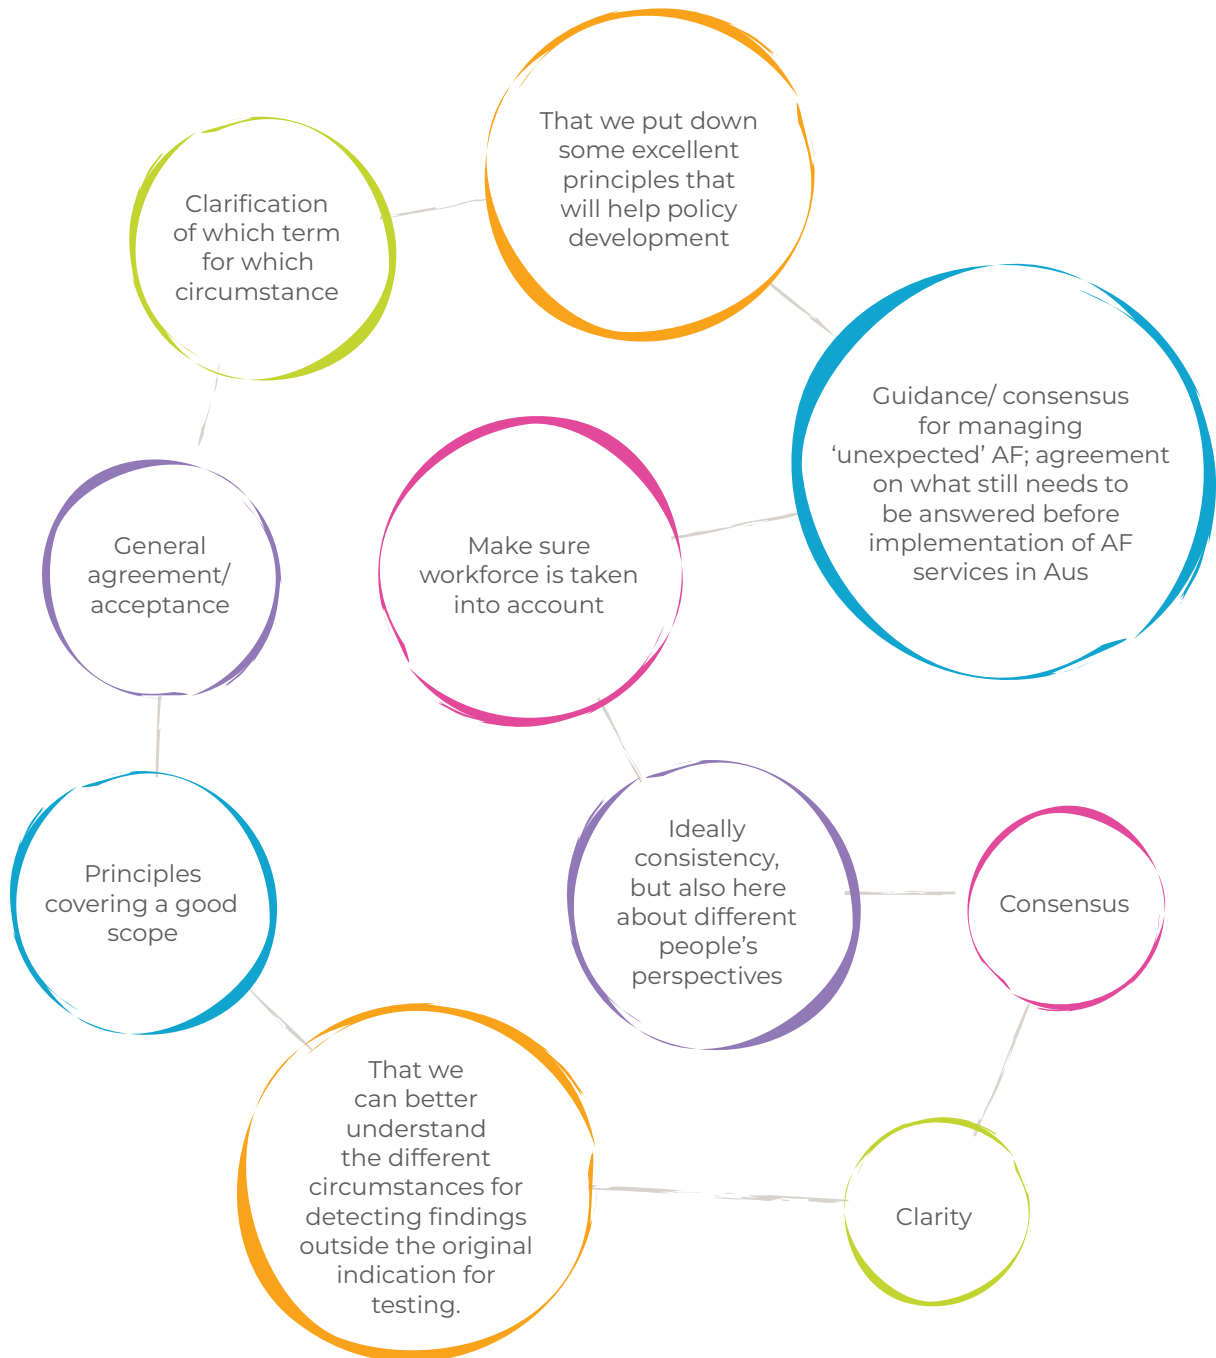 That we put down
some excellent
principles that
will help policy
development
Clarification
of which term
for which
circumstance
Guidance/ consensus
for managing
‘unexpected’ AF; agreement
on what still needs to
be answered before
implementation of AF
services in Aus
General
agreement/
acceptance
Make sure
workforce is taken
into account
Principles
covering a good
scope
Ideally
consistency,
but also here
about different
people’s
perspectives
Consensus
That we
can better
understand
the different
circumstances for
detecting findings
outside the original
indication for
testing.
Clarity